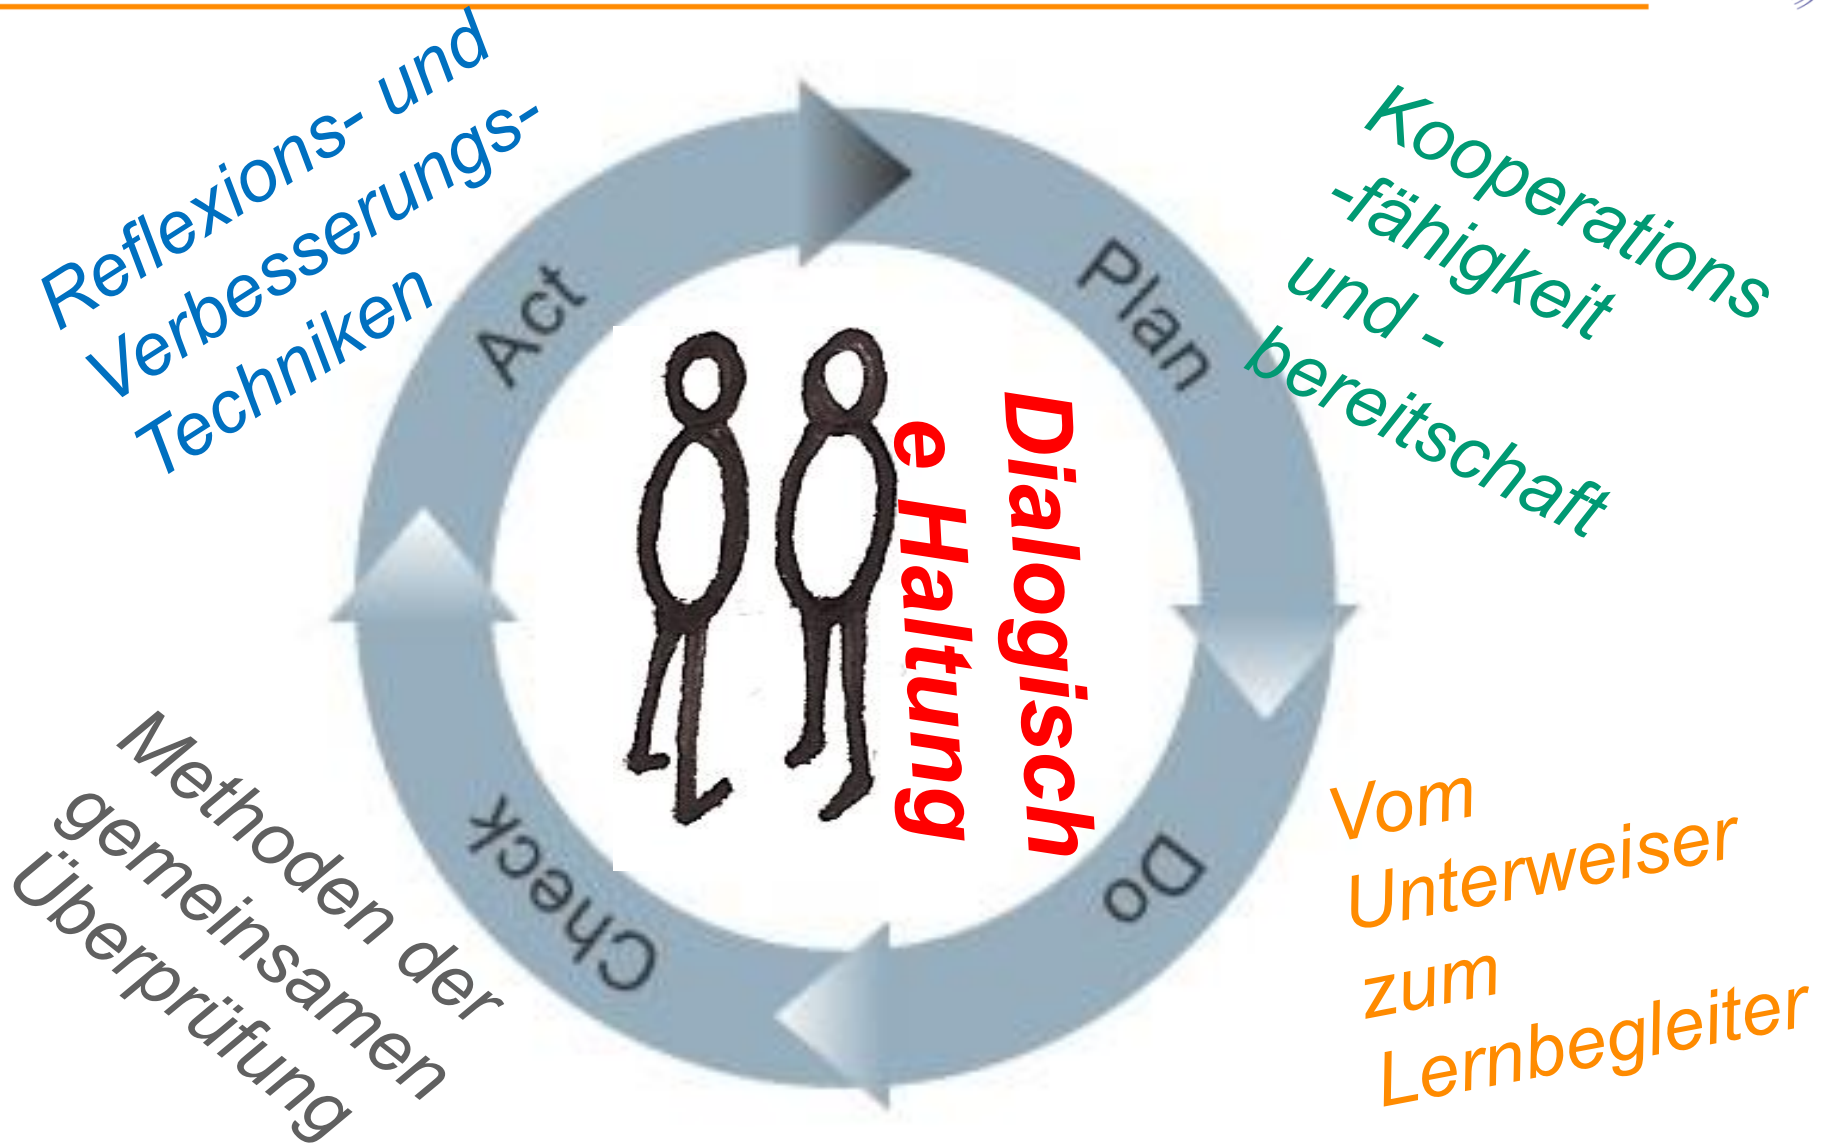 Reflexions- und
Verbesserungs-
Techniken
Kooperations
-fähigkeit
und -
bereitschaft
Act
Plan
Dialogisch
e Haltung
Check
Do
Methoden der
gemeinsamen
Überprüfung
Vom
Unterweiser
zum
Lernbegleiter